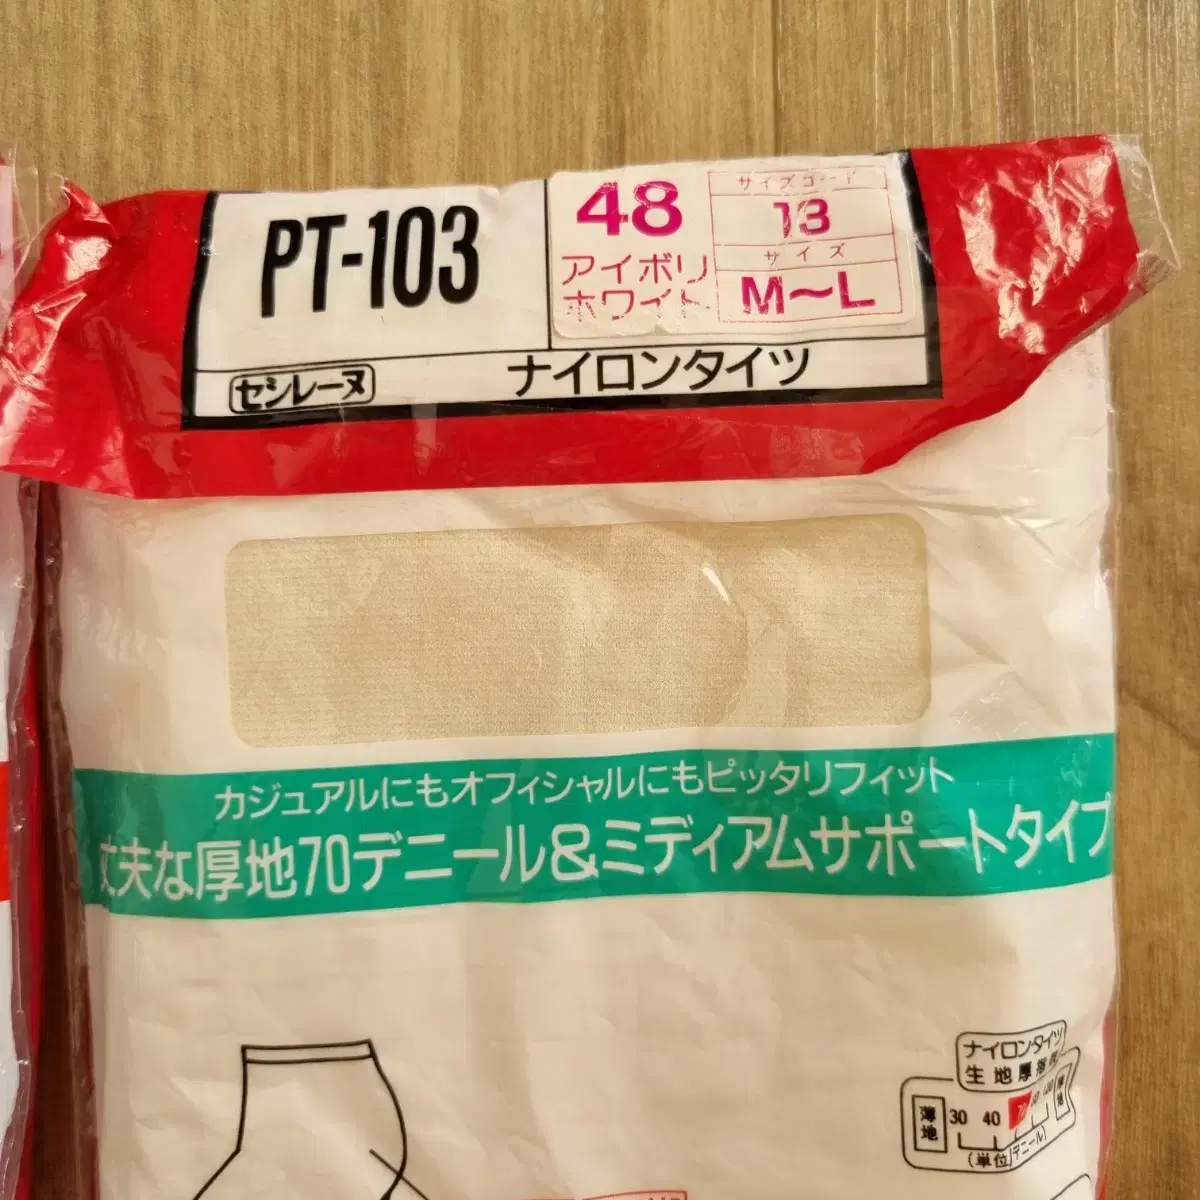 PT-103
48
アイボリ
ホワイト
サイズコード
13
サイズ
M〜L
セシレーヌ
ナイロンタイツ
カジュアルにもオフィシャルにもピッタリフィット
丈夫な厚地70デニール&ミディアムサポートタイプ
ナイロンタイツ
生地厚
薄地
30 40 70
(単位デニール)